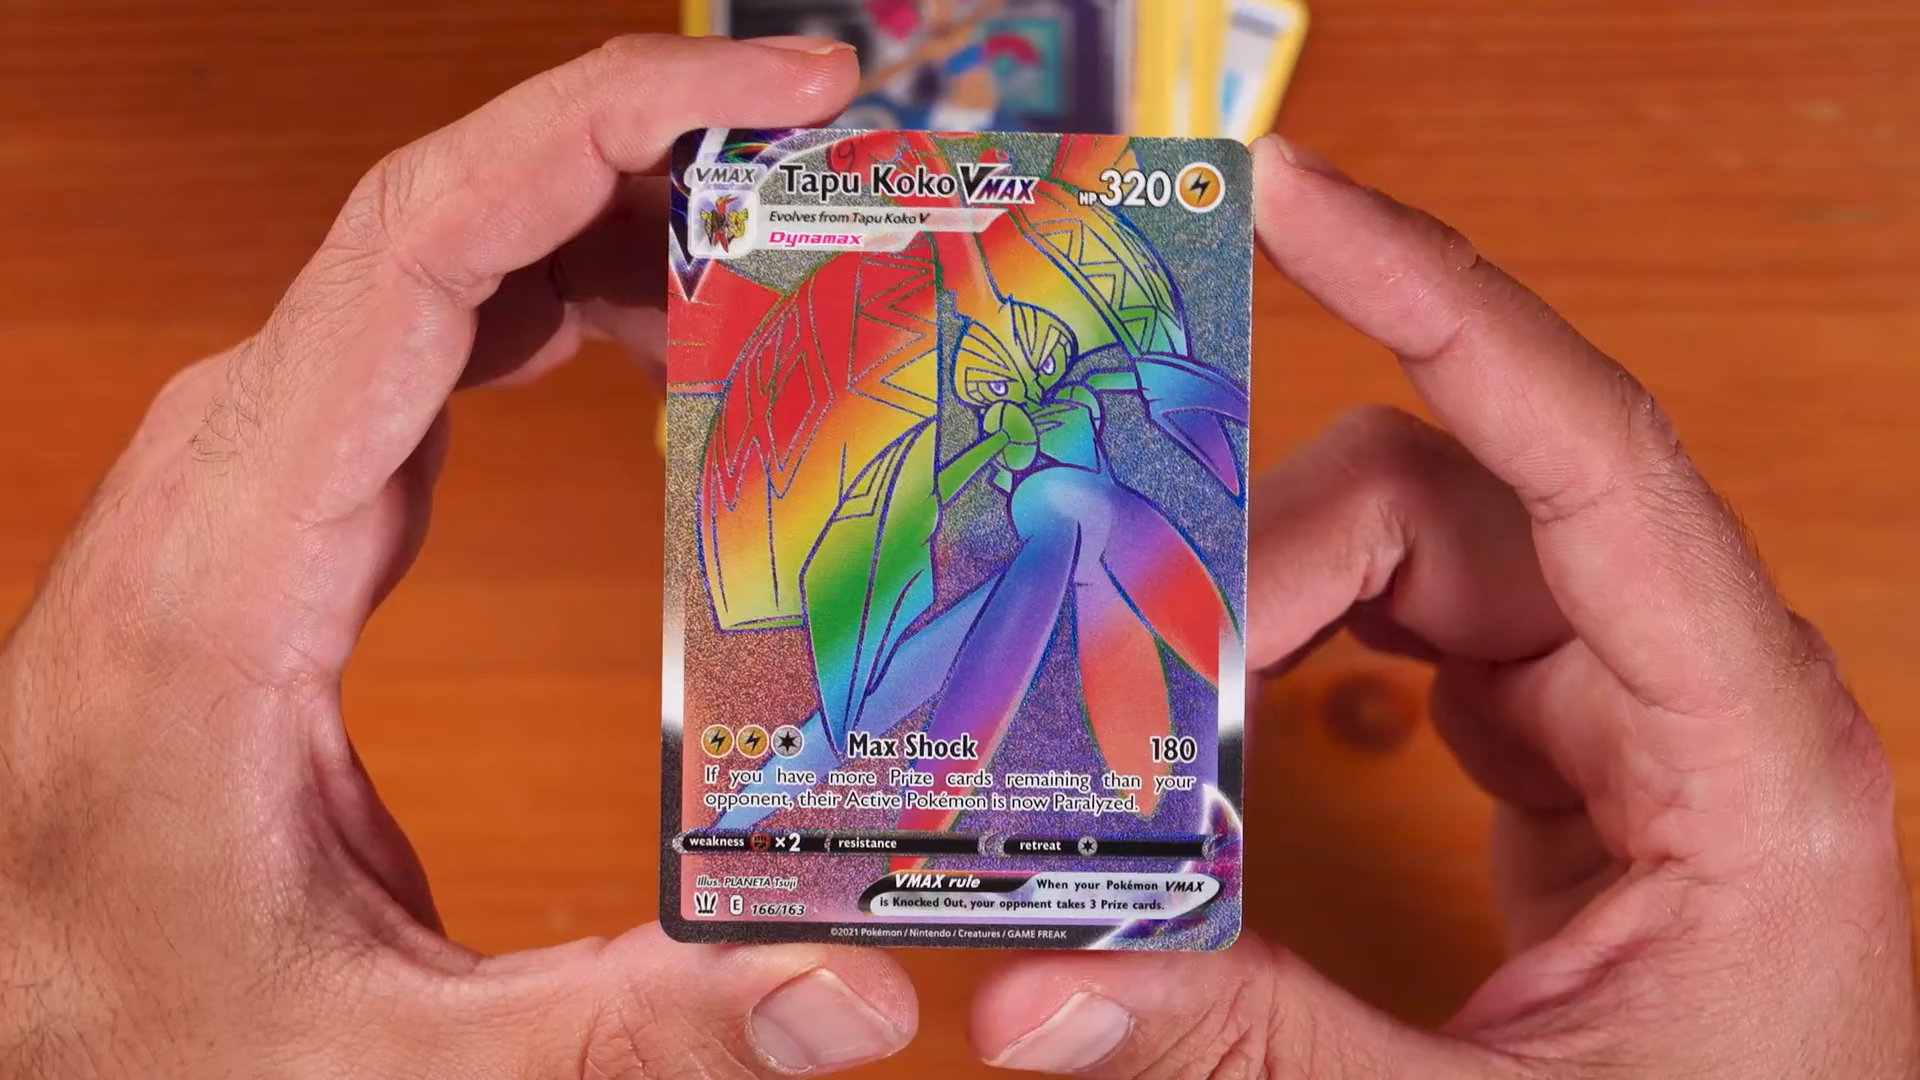 VMAX Tapu Koko VMAX HP 320
Evolves from Tapu Koko V
Dynamax
Max Shock 180
If you have more Prize cards remaining than your
opponent, their Active Pokémon is now Paralyzed.
weakness ×2 resistance retreat
Illus. PLANETA Tsuji
VMAX rule When your Pokémon VMAX
is Knocked Out, your opponent takes 3 Prize cards.
E 166/163
©2021 Pokémon / Nintendo / Creatures / GAME FREAK